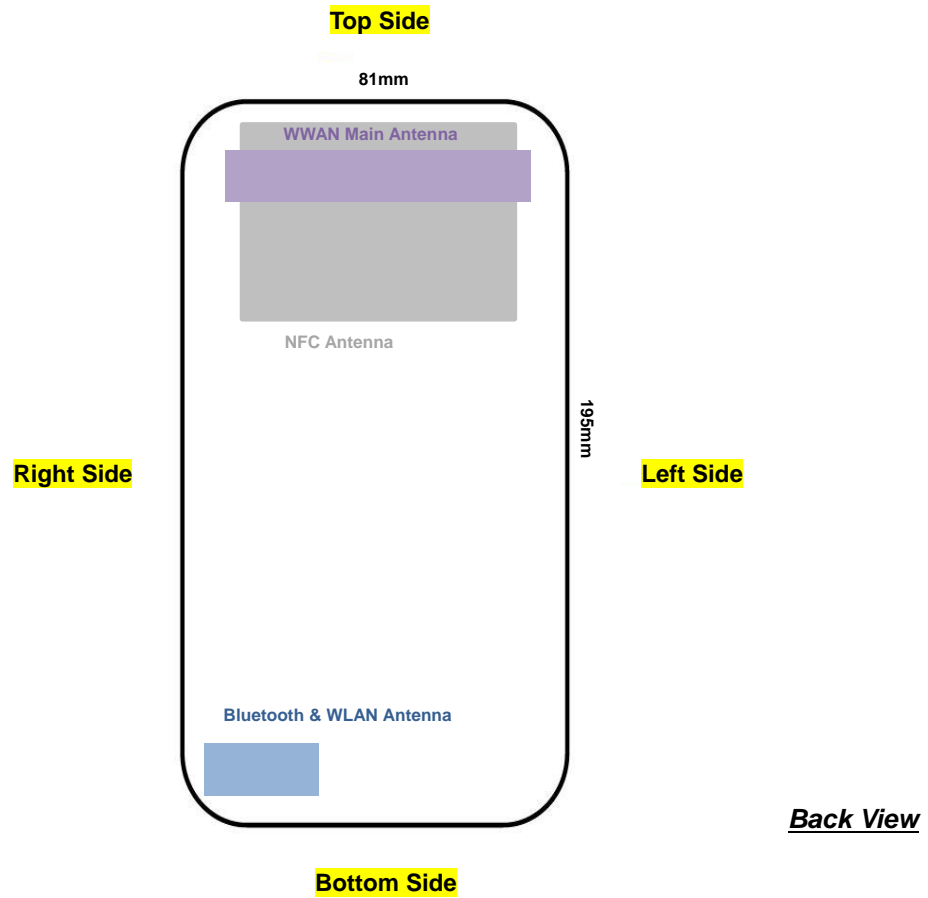 Top Side
81mm
WWAN Main Antenna
NFC Antenna
195mm
Right Side
Left Side
Bluetooth & WLAN Antenna
Back View
Bottom Side